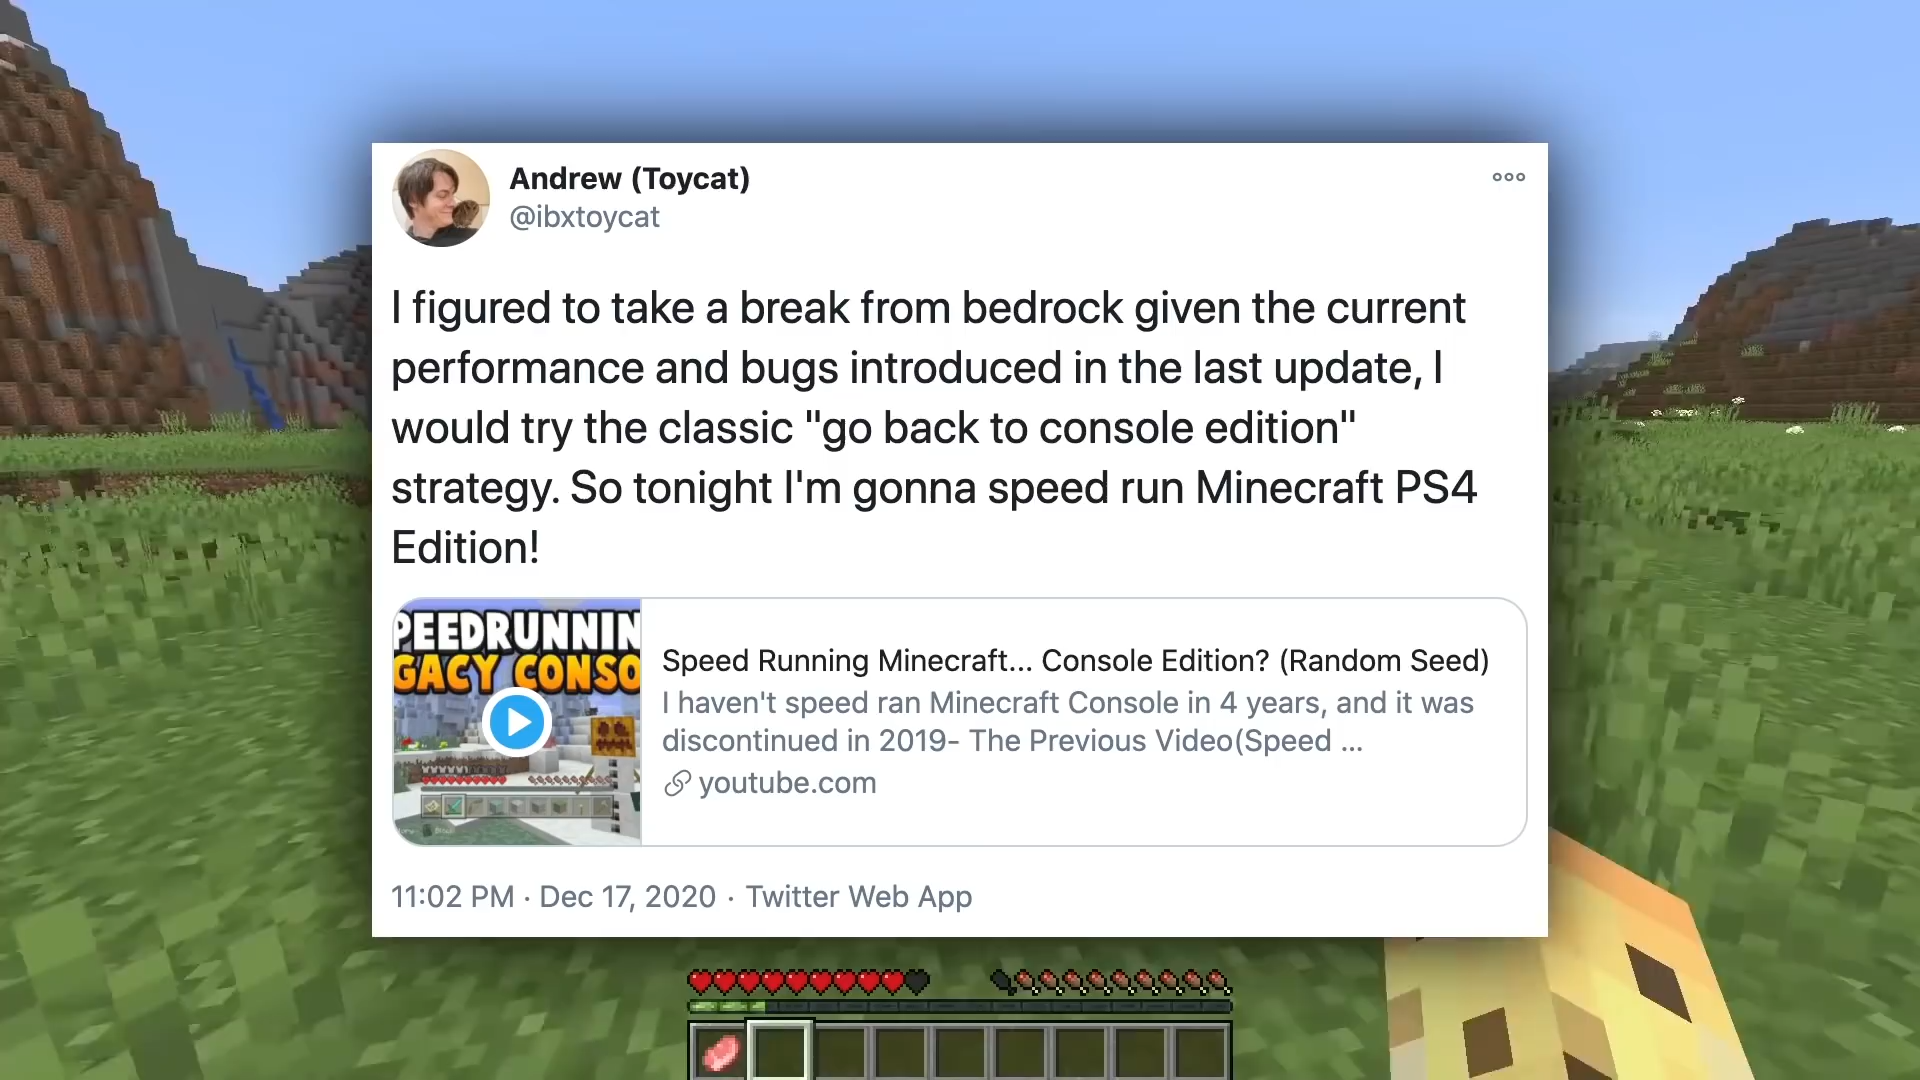 Andrew (Toycat)
@ibxtoycat
I figured to take a break from bedrock given the current
performance and bugs introduced in the last update, I
would try the classic "go back to console edition"
strategy. So tonight I'm gonna speed run Minecraft PS4
Edition!
PEEDRUNNIN
GACY CONSO
Speed Running Minecraft... Console Edition? (Random Seed)
I haven't speed ran Minecraft Console in 4 years, and it was
discontinued in 2019- The Previous Video(Speed ...
youtube.com
11:02 PM · Dec 17, 2020 · Twitter Web App